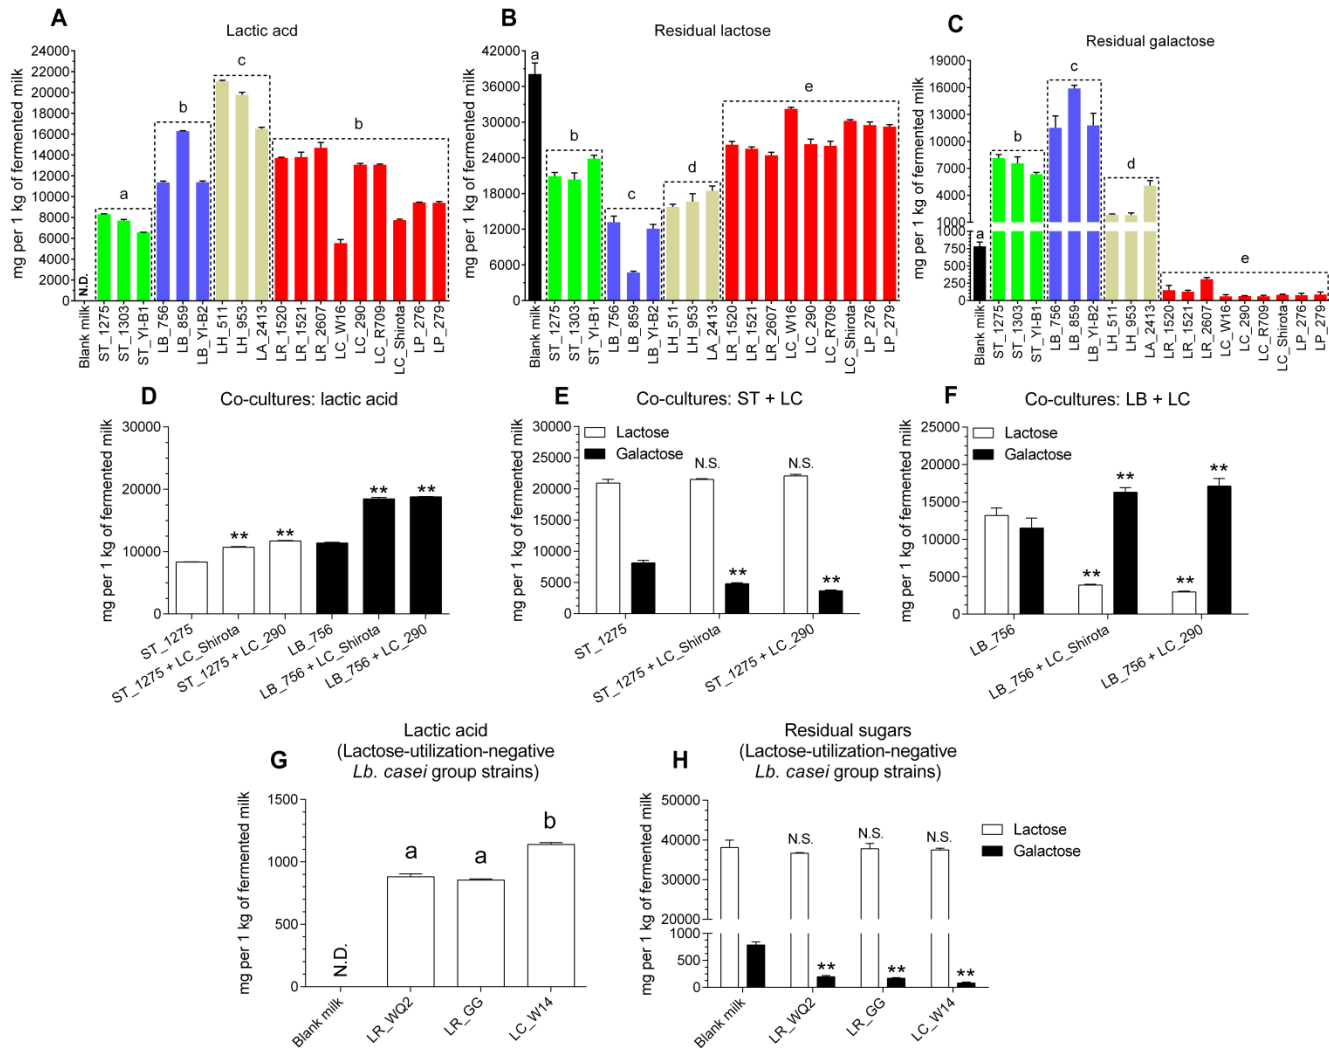 A
Lactic acd
mg per 1 kg of fermented milk
24000
22000
20000
18000
16000
14000
12000
10000
8000
6000
4000
2000
0
N.D.
a
b
c
b
Blank milk
ST_1275
ST_1303
ST_YI-B1
LB_756
LB_859
LB_YI-B2
LH_511
LH_953
LA_2413
LR_1520
LR_1521
LR_2607
LC_W16
LC_290
LC_R709
LC_Shirota
LP_276
LP_279
B
Residual lactose
mg per 1 kg of fermented milk
42000
36000
30000
24000
18000
12000
6000
0
a
b
c
d
e
Blank milk
ST_1275
ST_1303
ST_YI-B1
LB_756
LB_859
LB_YI-B2
LH_511
LH_953
LA_2413
LR_1520
LR_1521
LR_2607
LC_W16
LC_290
LC_R709
LC_Shirota
LP_276
LP_279
C
Residual galactose
mg per 1 kg of fermented milk
19000
17000
15000
13000
11000
9000
7000
5000
3000
1000
1000
750
500
250
0
a
b
c
d
e
Blank milk
ST_1275
ST_1303
ST_YI-B1
LB_756
LB_859
LB_YI-B2
LH_511
LH_953
LA_2413
LR_1520
LR_1521
LR_2607
LC_W16
LC_290
LC_R709
LC_Shirota
LP_276
LP_279
D
Co-cultures: lactic acid
mg per 1 kg of fermented milk
30000
20000
10000
0
**
**
**
**
ST_1275
ST_1275 + LC_Shirota
ST_1275 + LC_290
LB_756
LB_756 + LC_Shirota
LB_756 + LC_290
E
Co-cultures: ST + LC
Lactose
Galactose
mg per 1 kg of fermented milk
30000
25000
20000
15000
10000
5000
0
N.S.
N.S.
**
**
ST_1275
ST_1275 + LC_Shirota
ST_1275 + LC_290
F
Co-cultures: LB + LC
Lactose
Galactose
mg per 1 kg of fermented milk
25000
20000
15000
10000
5000
0
**
**
**
**
LB_756
LB_756 + LC_Shirota
LB_756 + LC_290
G
Lactic acid
(Lactose-utilization-negative
Lb. casei group strains)
mg per 1 kg of fermented milk
1500
1000
500
0
N.D.
a
a
b
Blank milk
LR_WQ2
LR_GG
LC_W14
H
Residual sugars
(Lactose-utilization-negative
Lb. casei group strains)
Lactose
Galactose
mg per 1 kg of fermented milk
50000
40000
30000
20000
1000
500
250
0
N.S.
N.S.
N.S.
**
**
**
Blank milk
LR_WQ2
LR_GG
LC_W14